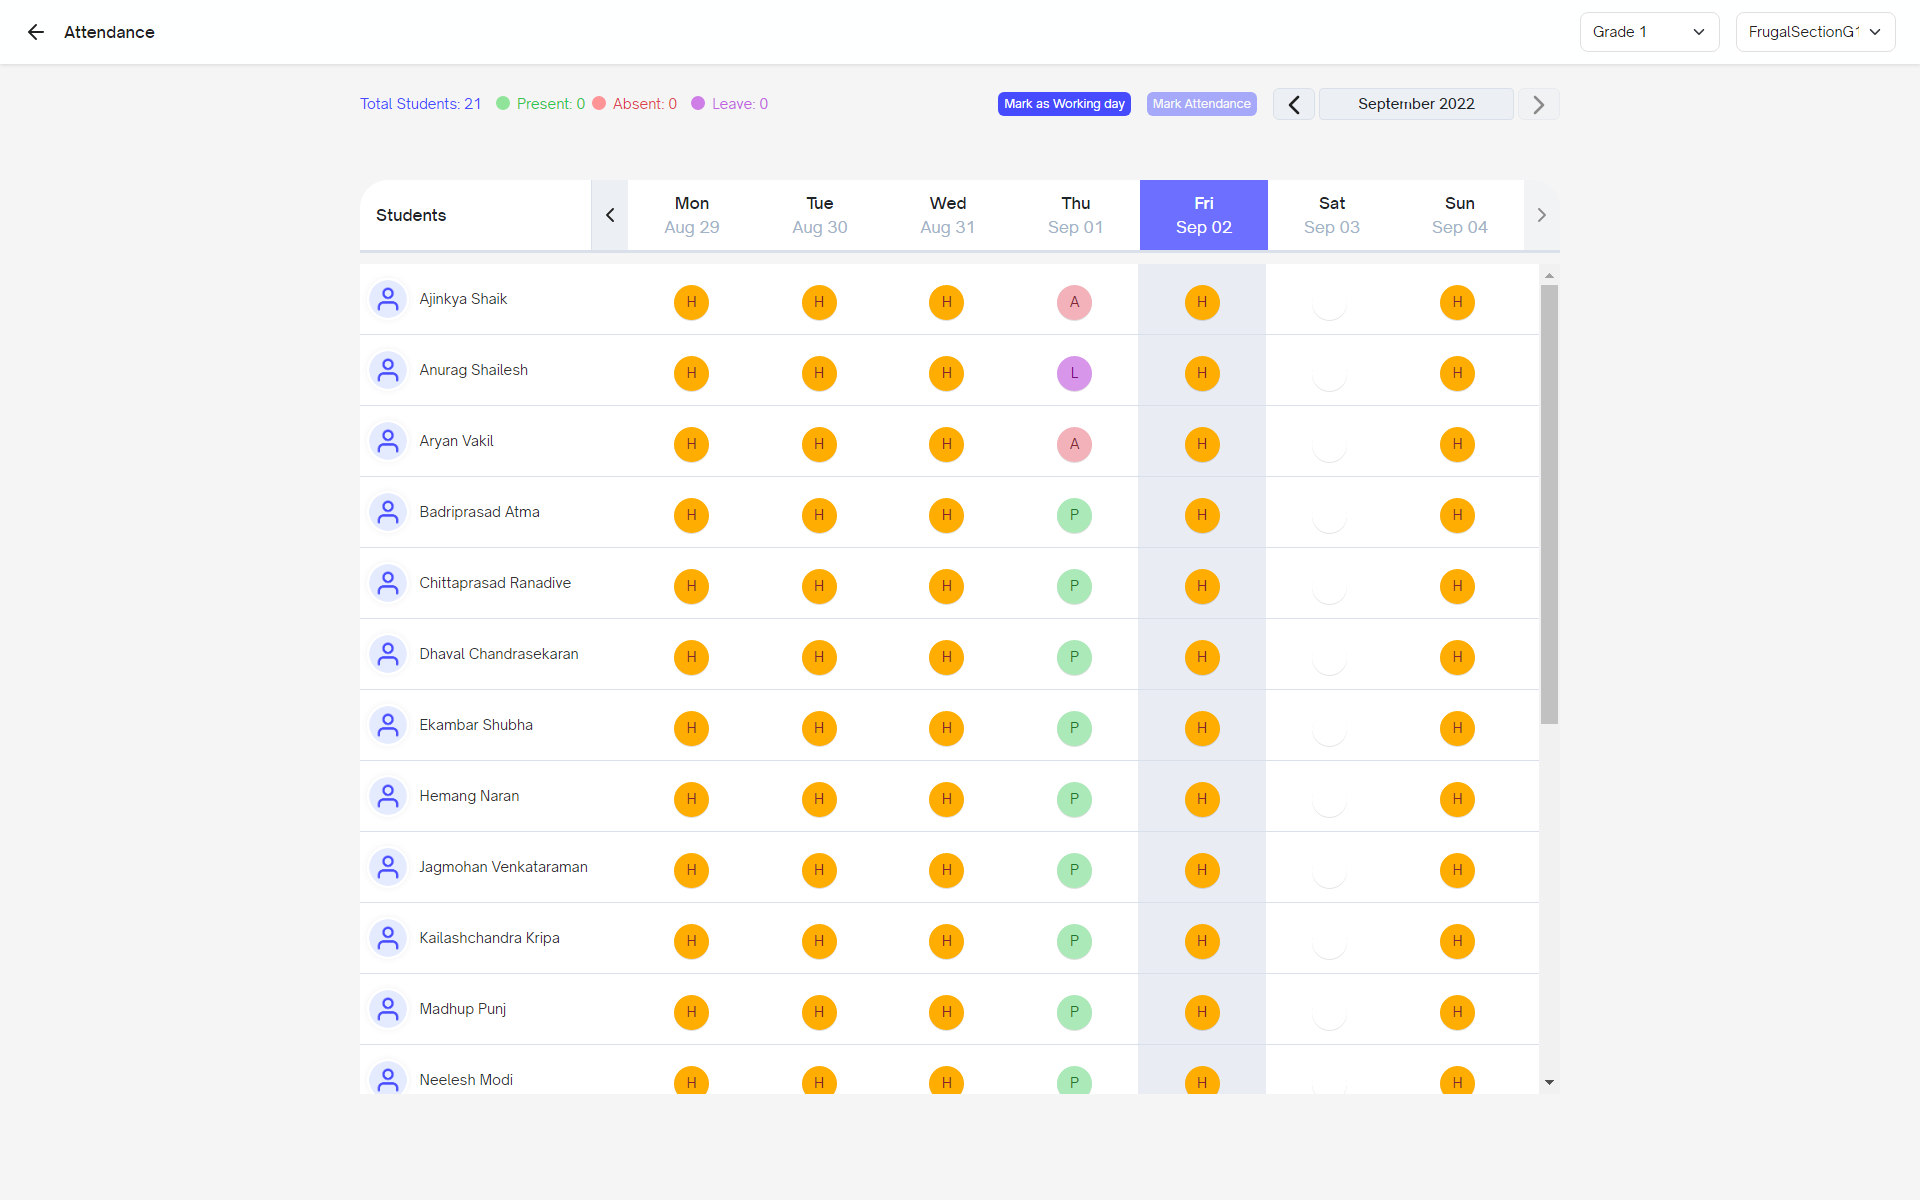 Attendance
Grade 1
FrugalSectionG1
Total Students: 21 Present: 0 Absent: 0 Leave: 0
Mark as Working day
Mark Attendance
September 2022
Students Mon Tue Wed Thu Fri Sat Sun
Aug 29 Aug 30 Aug 31 Sep 01 Sep 02 Sep 03 Sep 04
Ajinkya Shaik H H H A H H
Anurag Shailesh H H H L H H
Aryan Vakil H H H A H H
Badriprasad Atma H H H P H H
Chittaprasad Ranadive H H H P H H
Dhaval Chandrasekaran H H H P H H
Ekambar Shubha H H H P H H
Hemang Naran H H H P H H
Jagmohan Venkataraman H H H P H H
Kailashchandra Kripa H H H P H H
Madhup Punj H H H P H H
Neelesh Modi H H H P H H